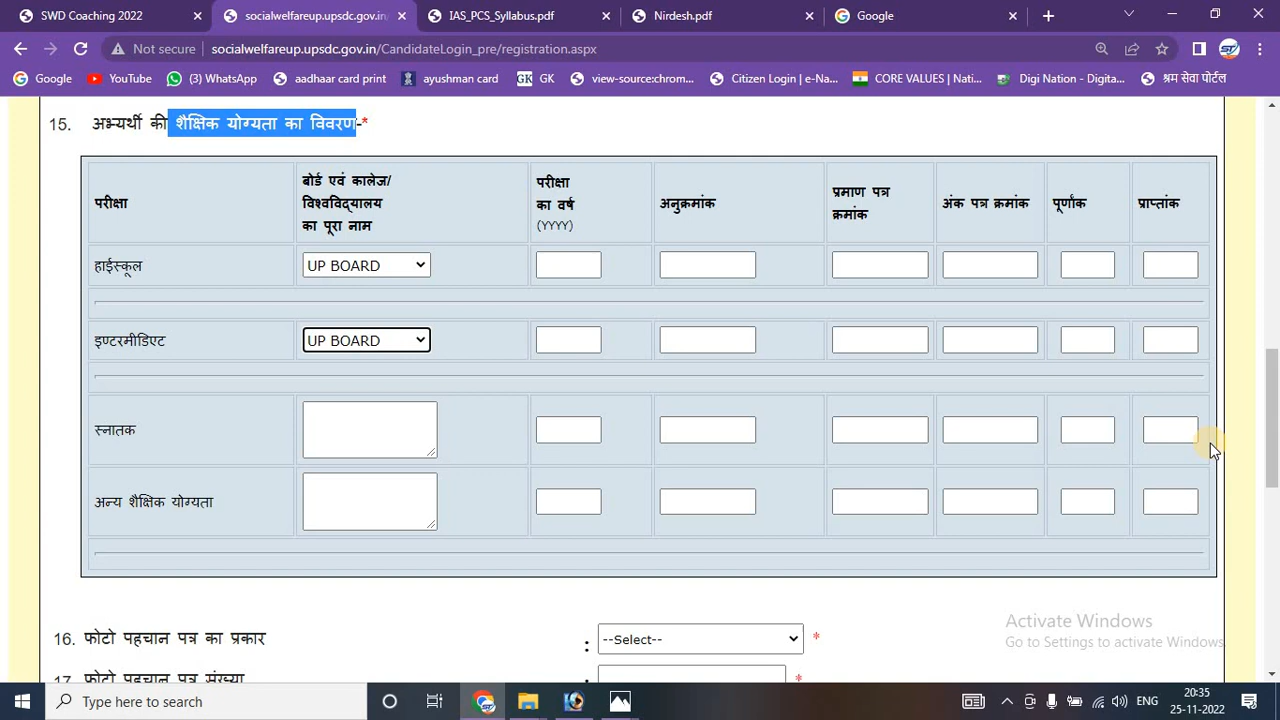 SWD Coaching 2022
socialwelfareup.upsdc.gov.in/
IAS_PCS_Syllabus.pdf
Nirdesh.pdf
Google
Not secure
socialwelfareup.upsdc.gov.in/CandidateLogin_pre/registration.aspx
Google
YouTube
(3) WhatsApp
aadhaar card print
ayushman card
GK GK
view-source:chrom...
Citizen Login | e-Na...
CORE VALUES | Nati...
Digi Nation - Digita...
श्रम सेवा पोर्टल
15. अभ्यर्थी की शैक्षिक योग्यता का विवरण-*
परीक्षा
बोर्ड एवं कालेज/
विश्वविद्यालय
का पूरा नाम
परीक्षा
का वर्ष
(YYYY)
अनुक्रमांक
प्रमाण पत्र
क्रमांक
अंक पत्र क्रमांक
पूर्णांक
प्राप्तांक
हाईस्कूल
UP BOARD
इण्टरमीडिएट
UP BOARD
स्नातक
अन्य शैक्षिक योग्यता
16. फोटो पहचान पत्र का प्रकार : --Select-- *
17. फोटो पहचान पत्र संख्या : *
Activate Windows
Go to Settings to activate Windows.
Type here to search
ENG
20:35
25-11-2022